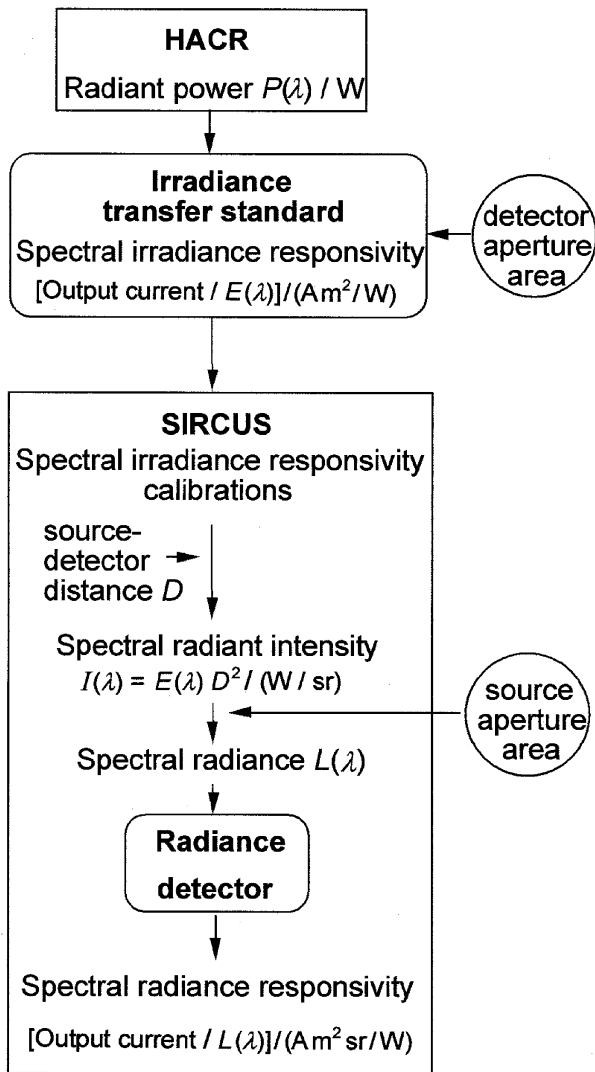 HACR
Radiant power P(λ) / W
Irradiance
transfer standard
Spectral irradiance responsivity
[Output current / E(λ)]/(A m²/W)
detector
aperture
area
SIRCUS
Spectral irradiance responsivity
calibrations
source-
detector
distance D
Spectral radiant intensity
I(λ) = E(λ) D² / (W / sr)
source
aperture
area
Spectral radiance L(λ)
Radiance
detector
Spectral radiance responsivity
[Output current / L(λ)]/(A m² sr/W)